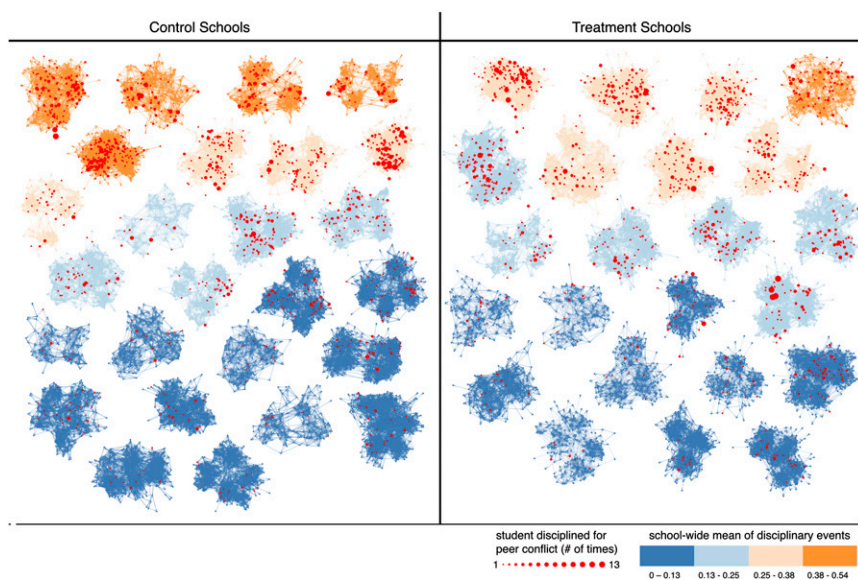 Control Schools
Treatment Schools
student disciplined for
peer conflict (# of times)
1 13
school-wide mean of disciplinary events
0 – 0.13 0.13 - 0.25 0.25 - 0.38 0.38 - 0.54